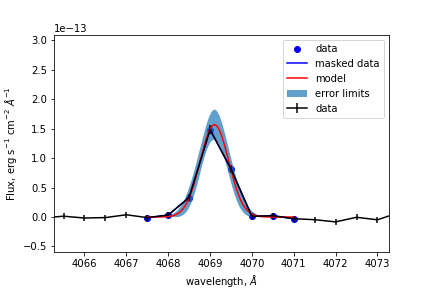 1e−13
3.0
2.5
2.0
1.5
1.0
0.5
0.0
−0.5
Flux, erg s⁻¹ cm⁻² Å⁻¹
data
masked data
model
error limits
data
4066 4067 4068 4069 4070 4071 4072 4073
wavelength, Å